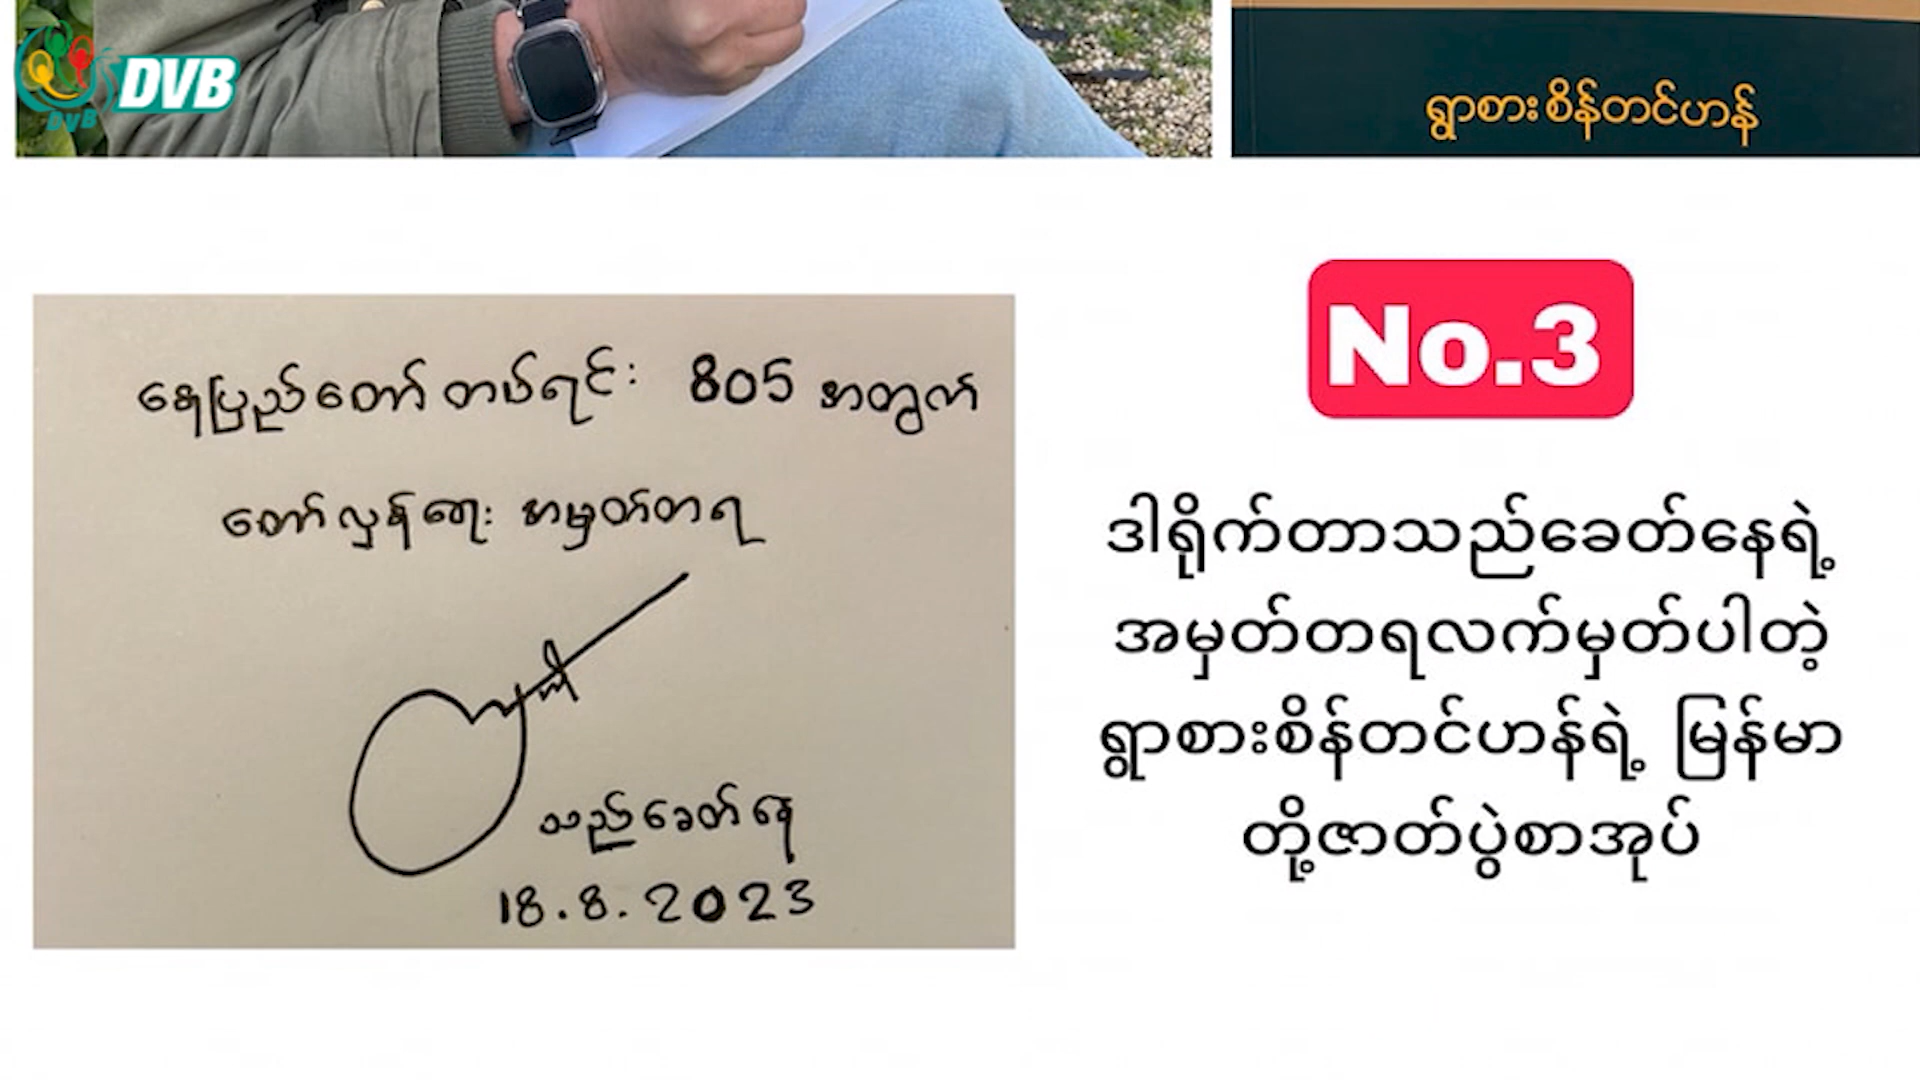 DVB
DVB
ရွာစားစိန်တင်ဟန်
နေပြည်တော် တပ်ရင်း 805 အတွက်
တော်လှန်ရေး အမှတ်တရ
သည်ခေတ်နေ
18.8.2023
No.3
ဒါရိုက်တာသည်ခေတ်နေရဲ့
အမှတ်တရလက်မှတ်ပါတဲ့
ရွာစားစိန်တင်ဟန်ရဲ့ မြန်မာ
တို့ဇာတ်ပွဲစာအုပ်